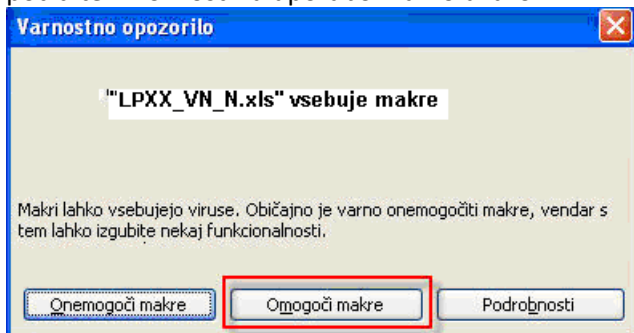 Varnostno opozorilo
"LPXX_VN_N.xls" vsebuje makre
Makri lahko vsebujejo viruse. Običajno je varno onemogočiti makre, vendar s
tem lahko izgubite nekaj funkcionalnosti.
Onemogoči makre
Omogoči makre
Podrobnosti